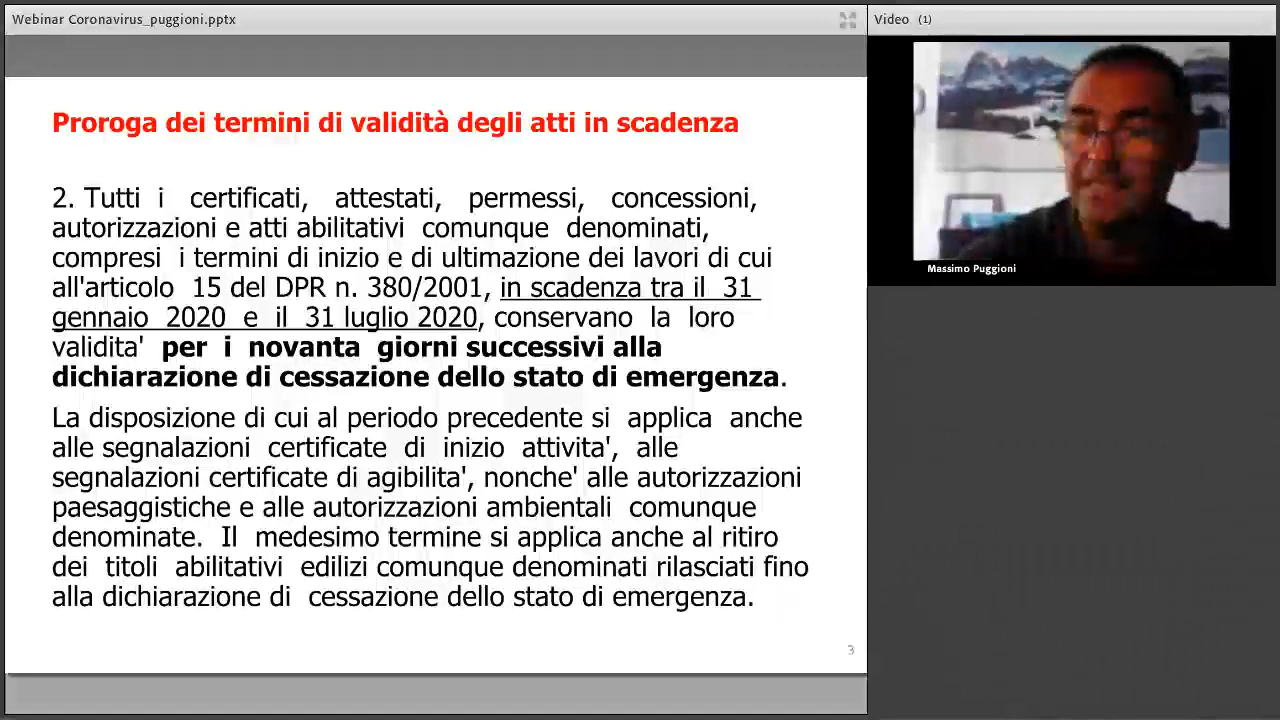 Webinar Coronavirus_puggioni.pptx
Video (1)
Proroga dei termini di validità degli atti in scadenza
2. Tutti i certificati, attestati, permessi, concessioni,
autorizzazioni e atti abilitativi comunque denominati,
compresi i termini di inizio e di ultimazione dei lavori di cui
all'articolo 15 del DPR n. 380/2001, in scadenza tra il 31
gennaio 2020 e il 31 luglio 2020, conservano la loro
validita' per i novanta giorni successivi alla
dichiarazione di cessazione dello stato di emergenza.
La disposizione di cui al periodo precedente si applica anche
alle segnalazioni certificate di inizio attivita', alle
segnalazioni certificate di agibilita', nonche' alle autorizzazioni
paesaggistiche e alle autorizzazioni ambientali comunque
denominate. Il medesimo termine si applica anche al ritiro
dei titoli abilitativi edilizi comunque denominati rilasciati fino
alla dichiarazione di cessazione dello stato di emergenza.
3
Massimo Puggioni